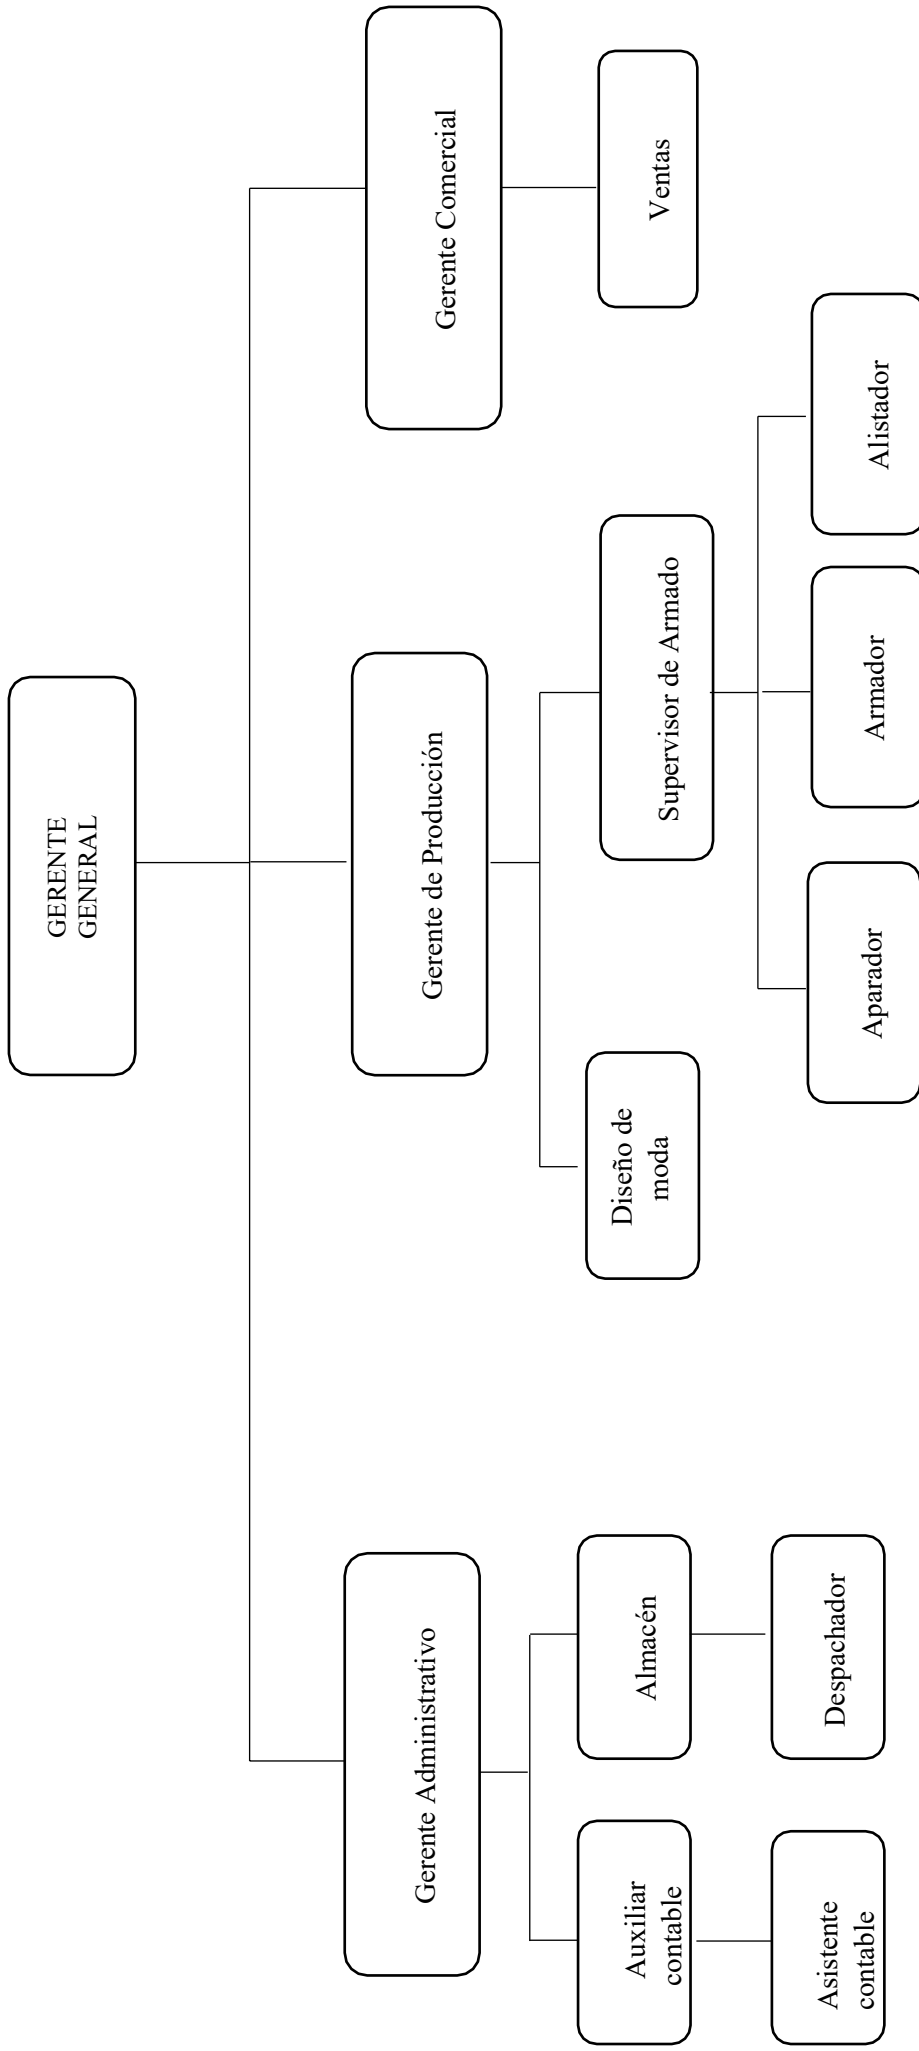 GERENTE
GENERAL
Gerente Administrativo
Gerente de Producción
Gerente Comercial
Auxiliar
contable
Almacén
Diseño de
moda
Supervisor de Armado
Ventas
Asistente
contable
Despachador
Aparador
Armador
Alistador